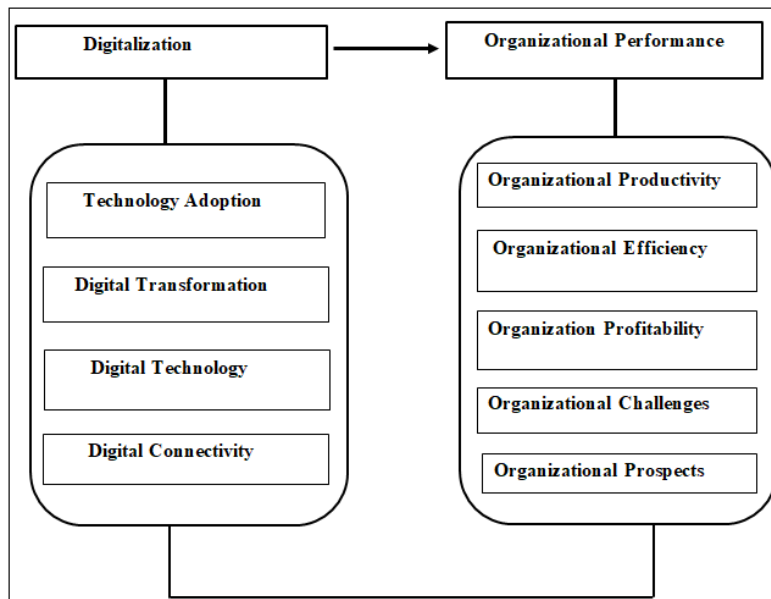 Digitalization
Organizational Performance
Technology Adoption
Digital Transformation
Digital Technology
Digital Connectivity
Organizational Productivity
Organizational Efficiency
Organization Profitability
Organizational Challenges
Organizational Prospects